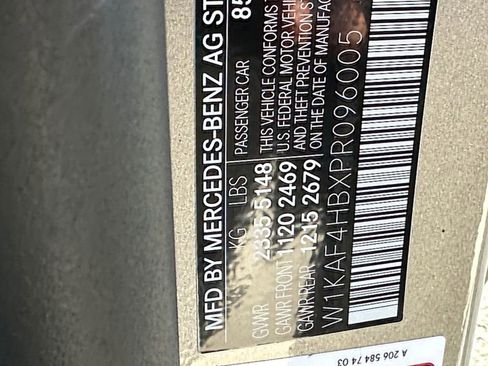 MFD BY MERCEDES-BENZ AG ST
85
KG LBS PASSENGER CAR
GVWR 2335 5148 THIS VEHICLE CONFORMS
GAWR FRONT 1120 2469 U.S. FEDERAL MOTOR VEHIC
GAWR REAR 1215 2679 AND THEFT PREVENTION S
ON THE DATE OF MANUFAC
W1KAF4HBXPR096005
A 206 584 74 03